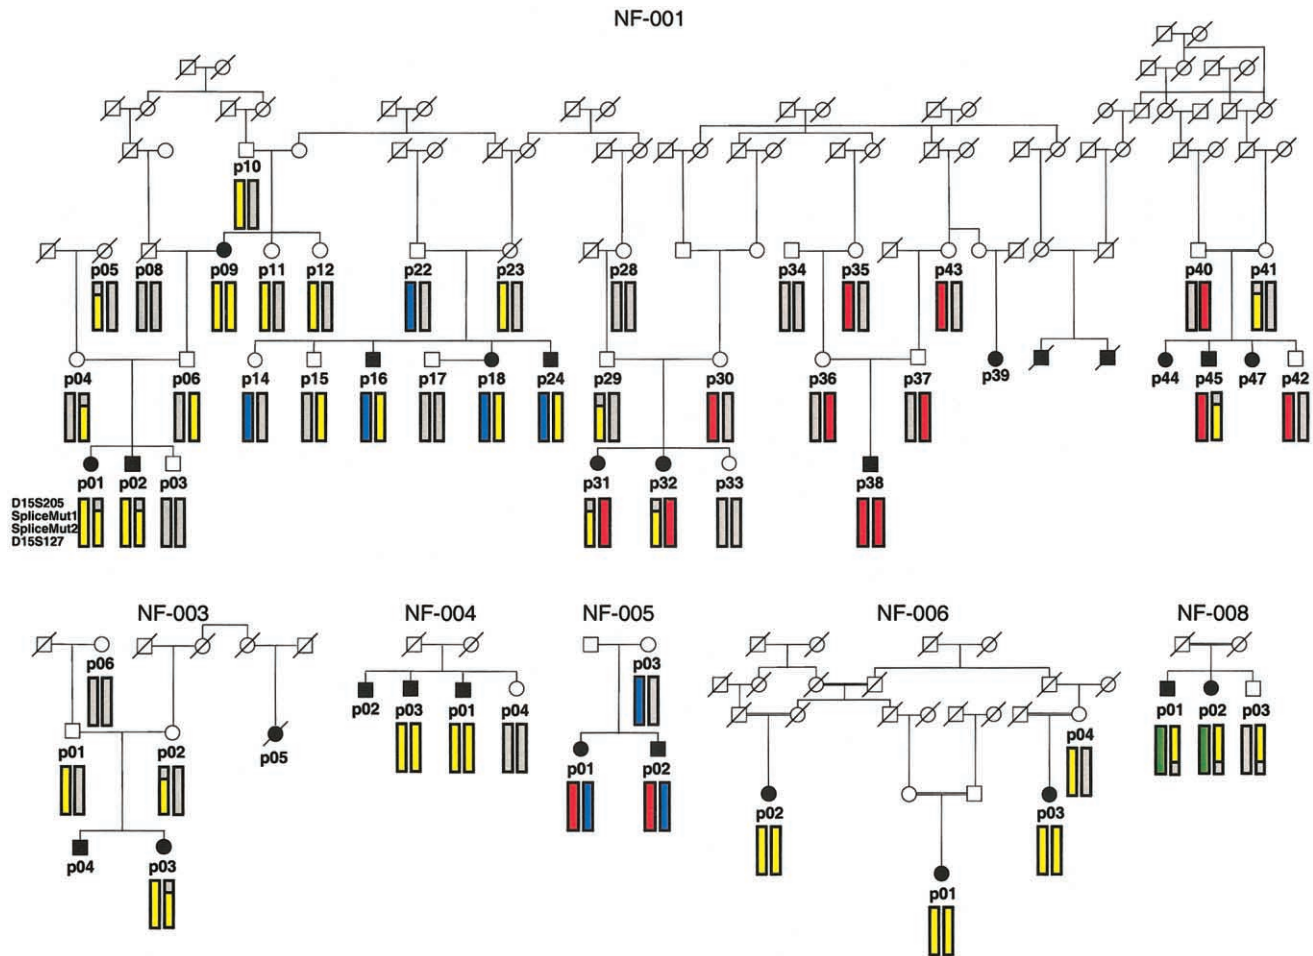 NF-001
p10
p05 p08 p09 p11 p12 p22 p23 p28 p34 p35 p43 p40 p41
p04 p06 p14 p15 p16 p17 p18 p24 p29 p30 p36 p37 p39 p44 p45 p47 p42
p01 p02 p03 p31 p32 p33 p38
D15S205
SpliceMut1
SpliceMut2
D15S127
NF-003 NF-004 NF-005 NF-006 NF-008
p06 p03
p02 p03 p01 p04 p01 p02 p03
p01 p02 p05 p04
p01 p02
p02 p03
p04 p03
p01